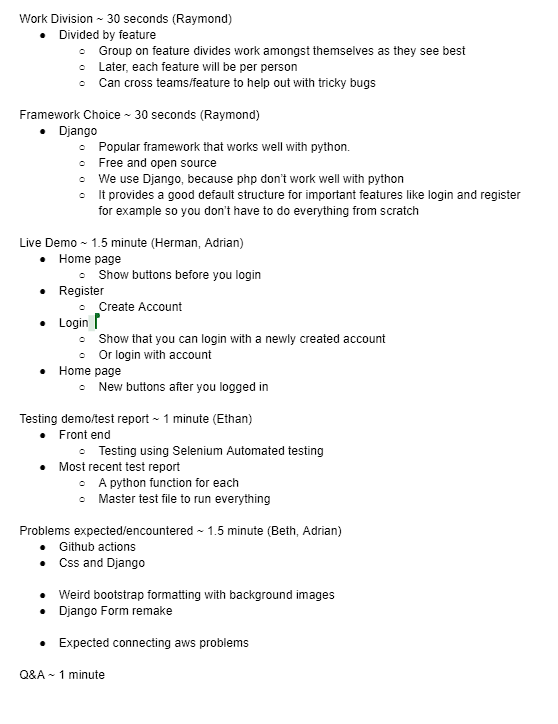 Work Division ~ 30 seconds (Raymond)
● Divided by feature
○ Group on feature divides work amongst themselves as they see best
○ Later, each feature will be per person
○ Can cross teams/feature to help out with tricky bugs
Framework Choice ~ 30 seconds (Raymond)
● Django
○ Popular framework that works well with python.
○ Free and open source
○ We use Django, because php don't work well with python
○ It provides a good default structure for important features like login and register
for example so you don't have to do everything from scratch
Live Demo ~ 1.5 minute (Herman, Adrian)
● Home page
○ Show buttons before you login
● Register
○ Create Account
● Login
○ Show that you can login with a newly created account
○ Or login with account
● Home page
○ New buttons after you logged in
Testing demo/test report ~ 1 minute (Ethan)
● Front end
○ Testing using Selenium Automated testing
● Most recent test report
○ A python function for each
○ Master test file to run everything
Problems expected/encountered ~ 1.5 minute (Beth, Adrian)
● Github actions
● Css and Django
● Weird bootstrap formatting with background images
● Django Form remake
● Expected connecting aws problems
Q&A ~ 1 minute